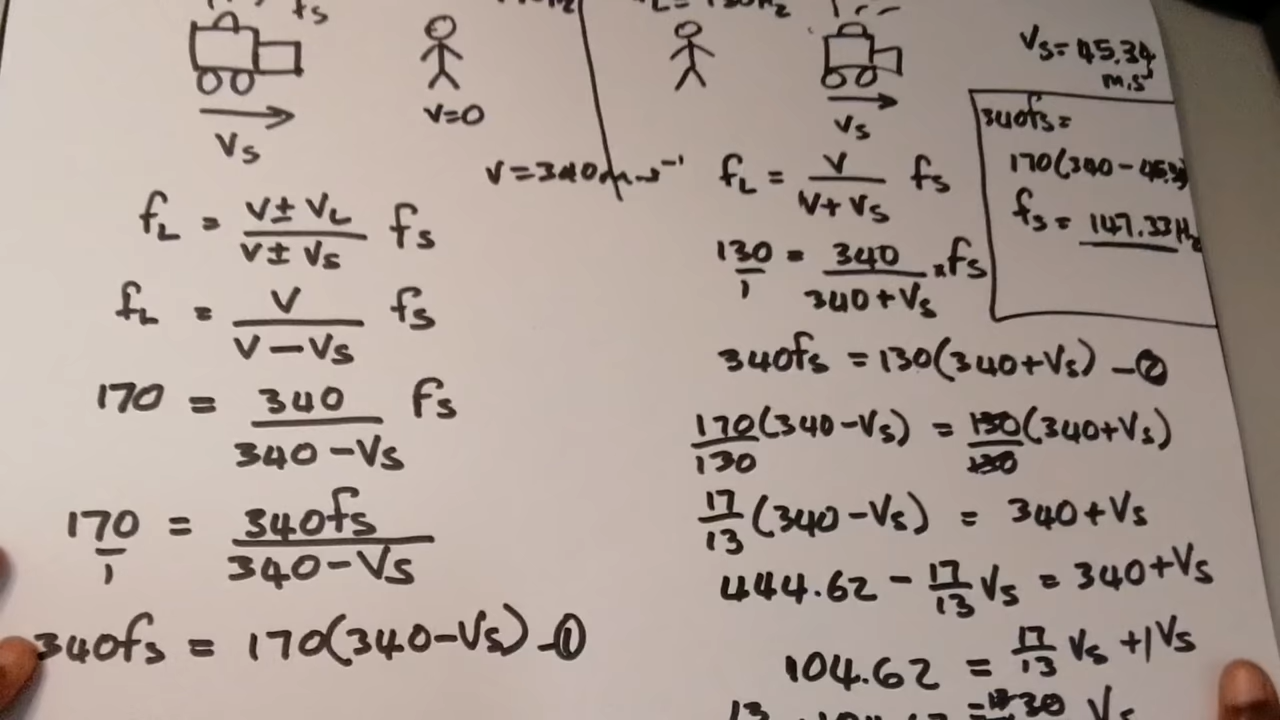 fs
v=0
Vs
fL = V± VL / V± Vs fs
fL = V / V-Vs fs
170 = 340 / 340-Vs fs
170/1 = 340fs / 340-Vs
340fs = 170(340-Vs) -①
V=340ms⁻¹
Vs
fL = V / V+Vs fs
130/1 = 340 / 340+Vs × fs
340fs = 130(340+Vs) -②
170/130 (340-Vs) = 130/130 (340+Vs)
17/13 (340-Vs) = 340+Vs
444.62 - 17/13 Vs = 340+Vs
104.62 = 17/13 Vs +1Vs
Vs = 45.34
m.s⁻¹
340fs =
170(340-45.3
fs = 147.33Hz